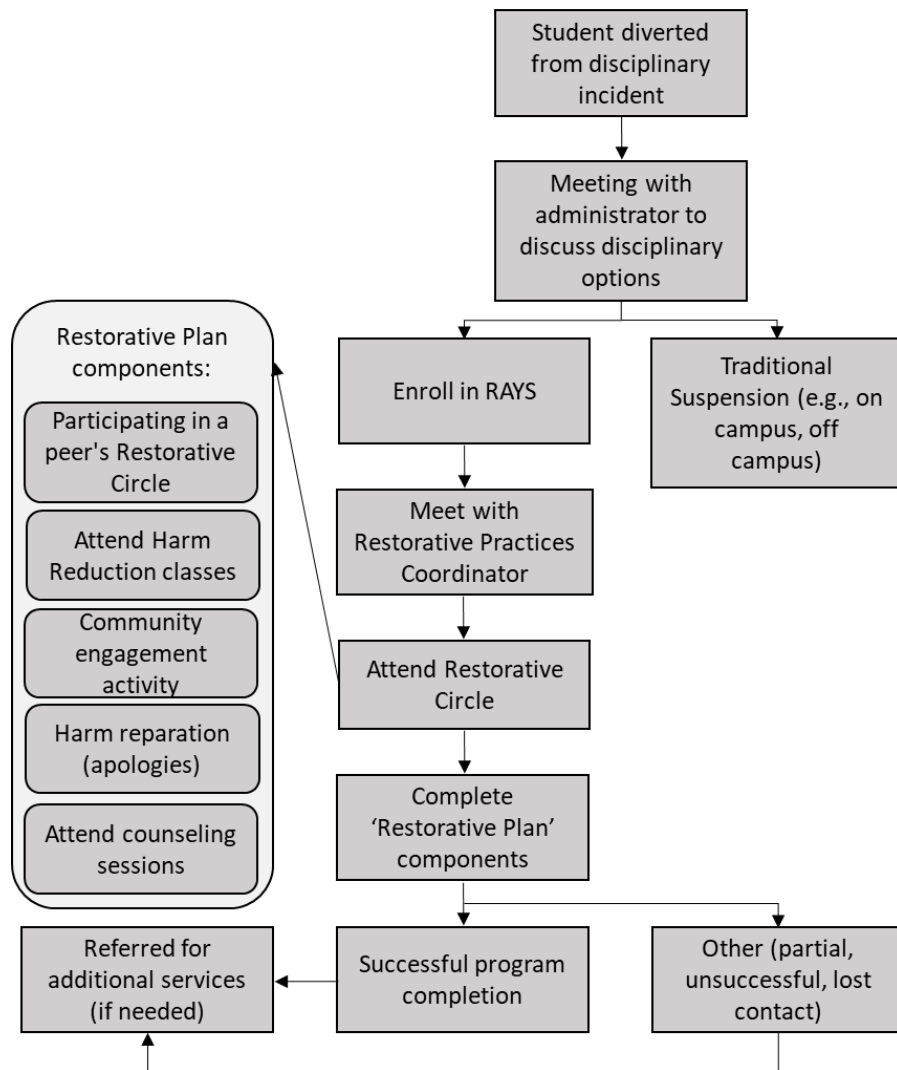 Student diverted
from disciplinary
incident
Meeting with
administrator to
discuss disciplinary
options
Enroll in RAYS
Traditional
Suspension (e.g., on
campus, off
campus)
Meet with
Restorative Practices
Coordinator
Attend Restorative
Circle
Restorative Plan
components:
Participating in a
peer's Restorative
Circle
Attend Harm
Reduction classes
Community
engagement
activity
Harm reparation
(apologies)
Attend counseling
sessions
Complete
‘Restorative Plan’
components
Successful program
completion
Other (partial,
unsuccessful, lost
contact)
Referred for
additional services
(if needed)